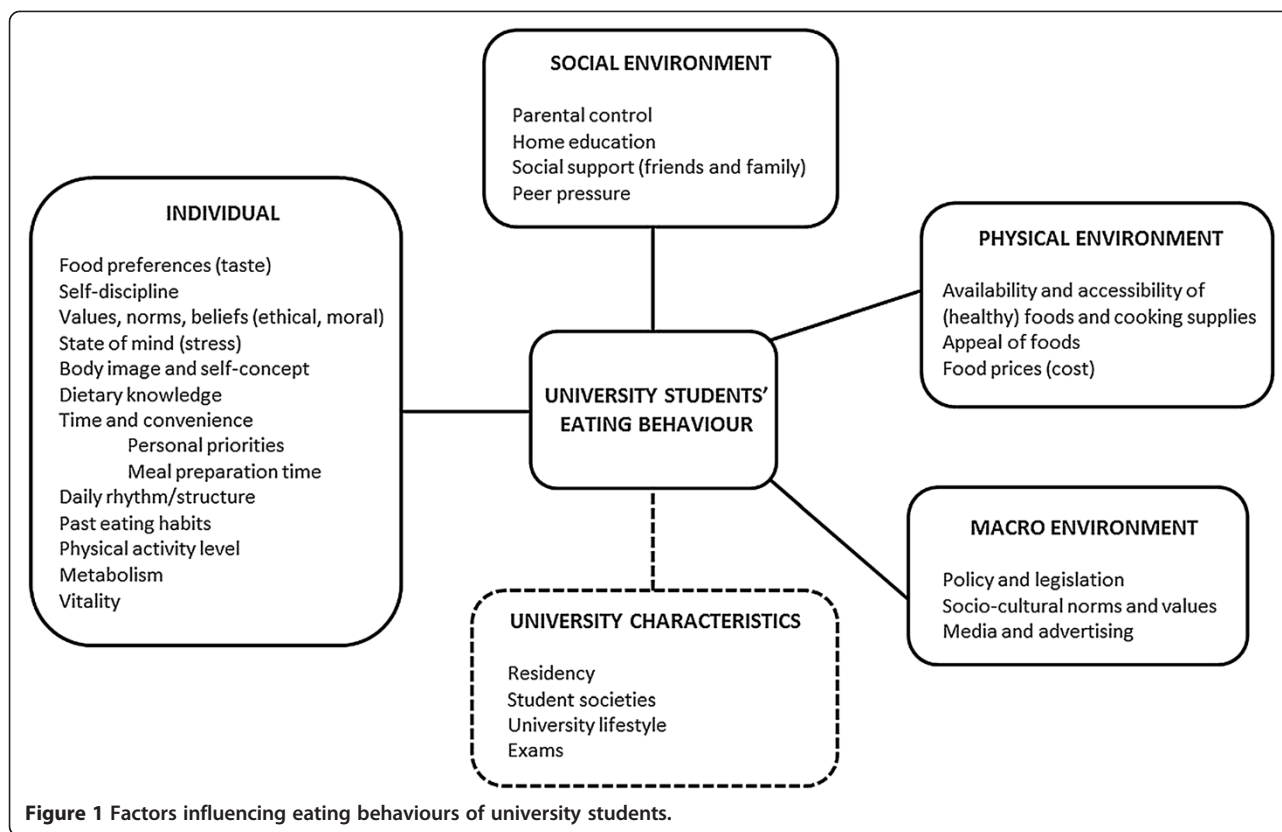 SOCIAL ENVIRONMENT
Parental control
Home education
Social support (friends and family)
Peer pressure
INDIVIDUAL
Food preferences (taste)
Self-discipline
Values, norms, beliefs (ethical, moral)
State of mind (stress)
Body image and self-concept
Dietary knowledge
Time and convenience
Personal priorities
Meal preparation time
Daily rhythm/structure
Past eating habits
Physical activity level
Metabolism
Vitality
PHYSICAL ENVIRONMENT
Availability and accessibility of
(healthy) foods and cooking supplies
Appeal of foods
Food prices (cost)
UNIVERSITY STUDENTS'
EATING BEHAVIOUR
MACRO ENVIRONMENT
Policy and legislation
Socio-cultural norms and values
Media and advertising
UNIVERSITY CHARACTERISTICS
Residency
Student societies
University lifestyle
Exams
Figure 1 Factors influencing eating behaviours of university students.